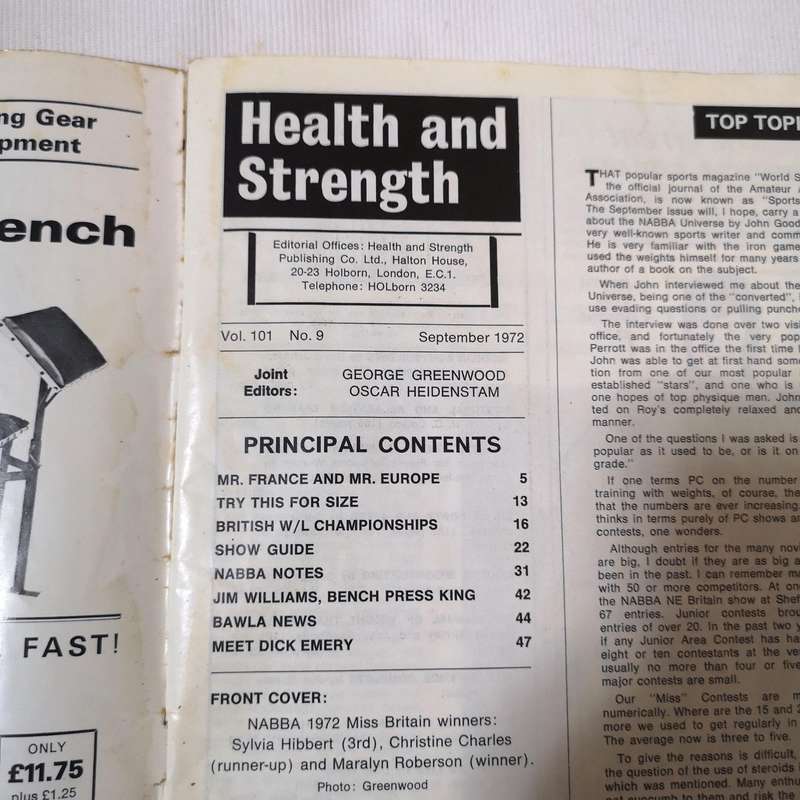 ng Gear
pment
ench
FAST!
ONLY
£11.75
plus £1.25
Health and
Strength
Editorial Offices: Health and Strength
Publishing Co. Ltd., Halton House,
20-23 Holborn, London, E.C.1.
Telephone: HOLborn 3234
Vol. 101 No. 9 September 1972
Joint GEORGE GREENWOOD
Editors: OSCAR HEIDENSTAM
PRINCIPAL CONTENTS
MR. FRANCE AND MR. EUROPE 5
TRY THIS FOR SIZE 13
BRITISH W/L CHAMPIONSHIPS 16
SHOW GUIDE 22
NABBA NOTES 31
JIM WILLIAMS, BENCH PRESS KING 42
BAWLA NEWS 44
MEET DICK EMERY 47
FRONT COVER:
NABBA 1972 Miss Britain winners:
Sylvia Hibbert (3rd), Christine Charles
(runner-up) and Maralyn Roberson (winner).
Photo: Greenwood
TOP TOPI
THAT popular sports magazine "World S
the official journal of the Amateur
Association, is now known as "Sports
The September issue will, I hope, carry a
about the NABBA Universe by John Good
very well-known sports writer and comm
He is very familiar with the iron game
used the weights himself for many years
author of a book on the subject.
When John interviewed me about the
Universe, being one of the "converted",
use evading questions or pulling punch
The interview was done over two visi
office, and fortunately the very pop
Perrott was in the office the first time
John was able to get at first hand some
tion from one of our most popular
established "stars", and one who is
one hopes of top physique men. John
ted on Roy's completely relaxed and
manner.
One of the questions I was asked is
popular as it used to be, or is it on
grade."
If one terms PC on the number
training with weights, of course, the
that the numbers are ever increasing.
thinks in terms purely of PC shows a
contests, one wonders.
Although entries for the many novi
are big, I doubt if they are as big a
been in the past. I can remember ma
with 50 or more competitors. At on
the NABBA NE Britain show at Shef
67 entries. Junior contests brou
entries of over 20. In the past two y
if any Junior Area Contest has ha
eight or ten contestants at the ver
usually no more than four or five
major contests are small.
Our "Miss" Contests are m
numerically. Where are the 15 and 2
more we used to get regularly in
The average now is three to five.
To give the reasons is difficult,
the question of the use of steroids i
which was mentioned. Many enthu
not succumb to them and risk the